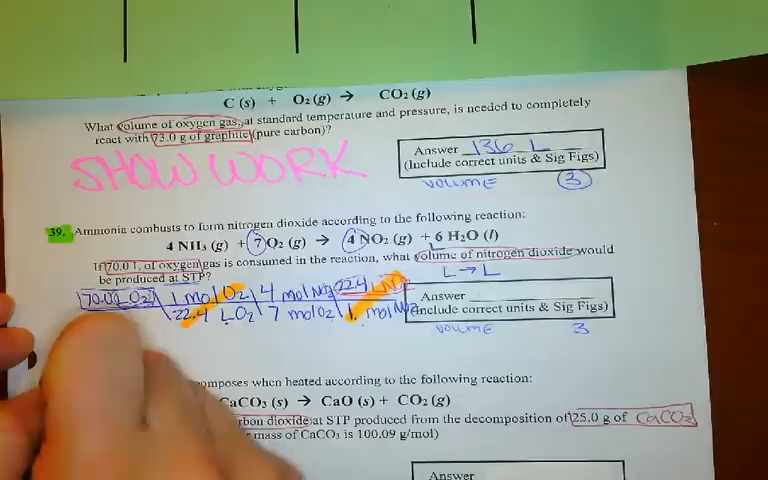 C (s) + O₂ (g) → CO₂ (g)
What volume of oxygen gas, at standard temperature and pressure, is needed to completely
react with 73.0 g of graphite (pure carbon)?
SHOW WORK
Answer 136 L
(Include correct units & Sig Figs)
VOLUME 3
39. Ammonia combusts to form nitrogen dioxide according to the following reaction:
4 NH₃ (g) + 7 O₂ (g) → 4 NO₂ (g) + 6 H₂O (l)
If 70.0 L of oxygen gas is consumed in the reaction, what volume of nitrogen dioxide would
be produced at STP?
L → L
70.0 L O₂ 1 mol O₂ 4 mol NO₂ 22.4 L NO₂
22.4 L O₂ 7 mol O₂ 1 mol NO₂
Answer
(Include correct units & Sig Figs)
VOLUME 3
composes when heated according to the following reaction:
CaCO₃ (s) → CaO (s) + CO₂ (g)
dioxide at STP produced from the decomposition of 25.0 g of CaCO₃
mass of CaCO₃ is 100.09 g/mol)
Answer